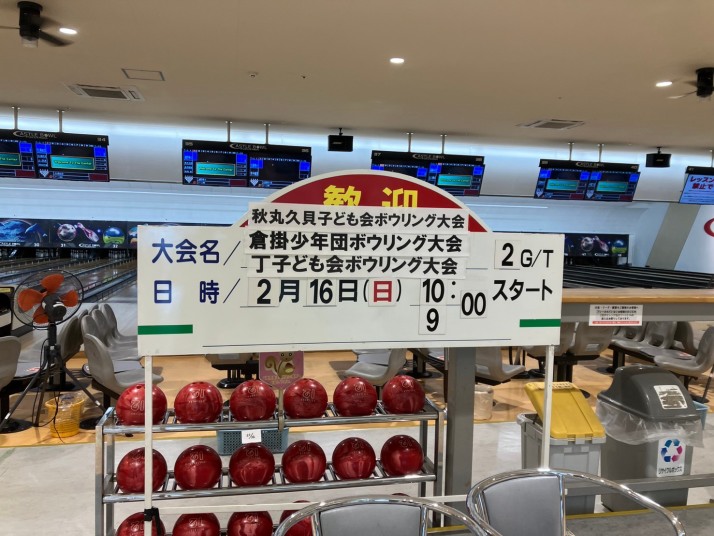 歓迎
秋丸久貝子ども会ボウリング大会
大会名/倉掛少年団ボウリング大会 2G/T
丁子ども会ボウリング大会
日 時/2月16日(日) 10:00スタート
9